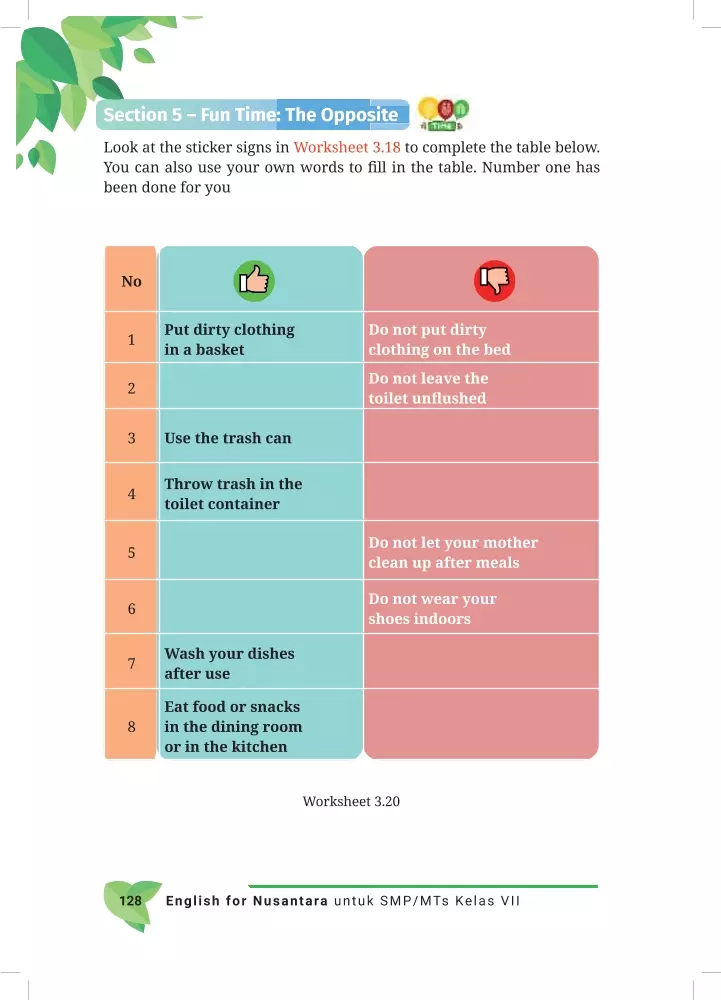 Section 5 – Fun Time: The Opposite
FUN
TIME
Look at the sticker signs in Worksheet 3.18 to complete the table below.
You can also use your own words to fill in the table. Number one has
been done for you
No
1
Put dirty clothing
in a basket
Do not put dirty
clothing on the bed
2
Do not leave the
toilet unflushed
3
Use the trash can
4
Throw trash in the
toilet container
5
Do not let your mother
clean up after meals
6
Do not wear your
shoes indoors
7
Wash your dishes
after use
8
Eat food or snacks
in the dining room
or in the kitchen
Worksheet 3.20
128 English for Nusantara untuk SMP/MTs Kelas VII